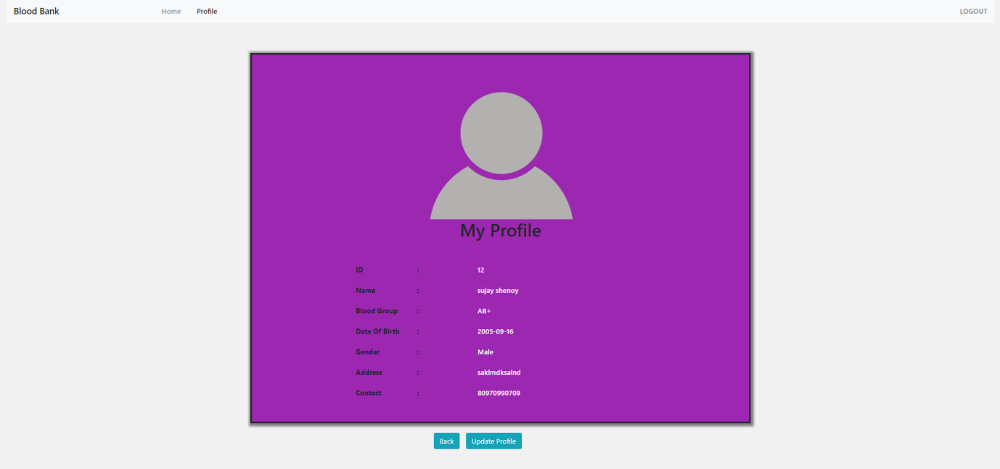 Blood Bank Home Profile LOGOUT
My Profile
ID : 12
Name : sujay shenoy
Blood Group : AB+
Date Of Birth : 2005-09-16
Gender : Male
Address : saklmdksalnd
Contact : 80970990709
Back Update Profile